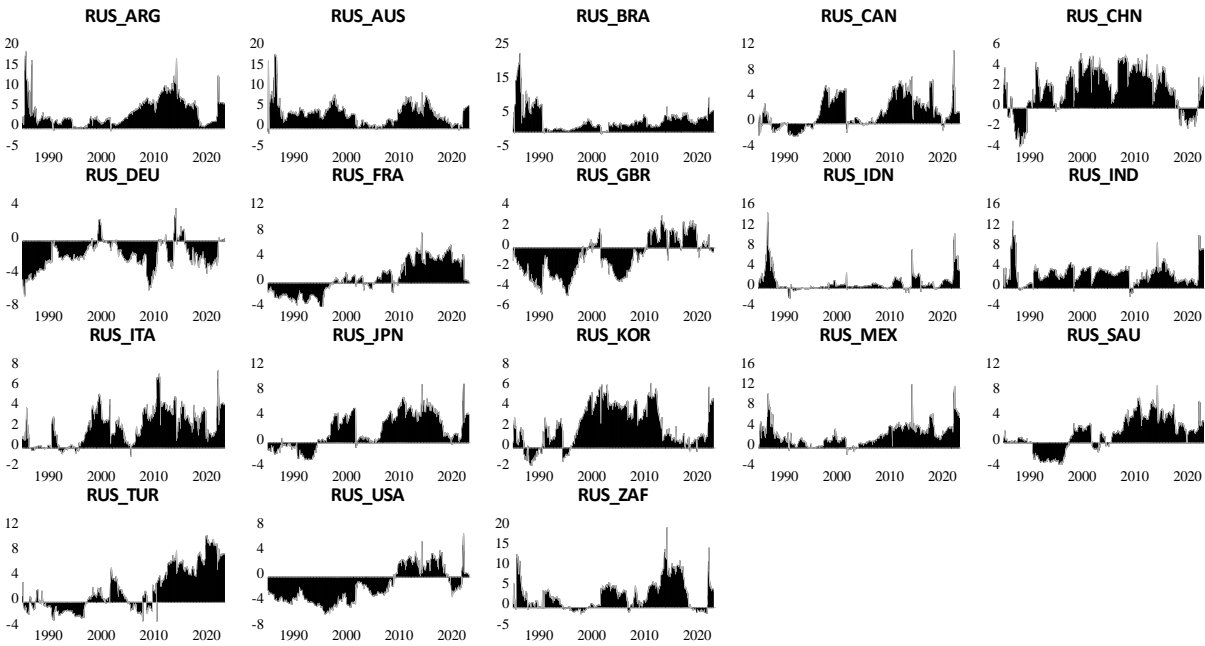 RUS_ARG RUS_AUS RUS_BRA RUS_CAN RUS_CHN
20 20 25 12 6
15 15 15 8 4
10 10 5 4 2
5 5 -5 0 0
0 0 -4 -2
-5 -5 -4
1990 2000 2010 2020 1990 2000 2010 2020 1990 2000 2010 2020 1990 2000 2010 2020 1990 2000 2010 2020
RUS_DEU RUS_FRA RUS_GBR RUS_IDN RUS_IND
4 12 4 16 16
0 8 2 12 12
-4 4 0 8 8
-8 0 -2 4 4
-4 -4 0 0
-6 -4 -4
1990 2000 2010 2020 1990 2000 2010 2020 1990 2000 2010 2020 1990 2000 2010 2020 1990 2000 2010 2020
RUS_ITA RUS_JPN RUS_KOR RUS_MEX RUS_SAU
8 12 8 16 12
6 8 6 12 8
4 4 4 8 4
2 0 2 4 0
0 -4 0 0 -4
-2 -2 -4
1990 2000 2010 2020 1990 2000 2010 2020 1990 2000 2010 2020 1990 2000 2010 2020 1990 2000 2010 2020
RUS_TUR RUS_USA RUS_ZAF
12 8 20
8 4 15
4 0 10
0 -4 5
-4 -8 0
-5
1990 2000 2010 2020 1990 2000 2010 2020 1990 2000 2010 2020